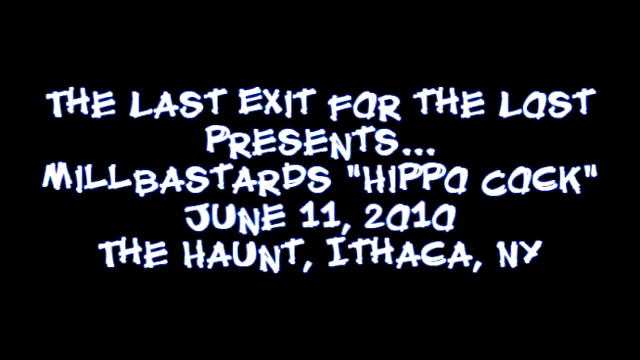 THE LAST EXIT FOR THE LOST
PRESENTS...
MILLBASTARDS "HIPPO COCK"
JUNE 11, 2010
THE HAUNT, ITHACA, NY